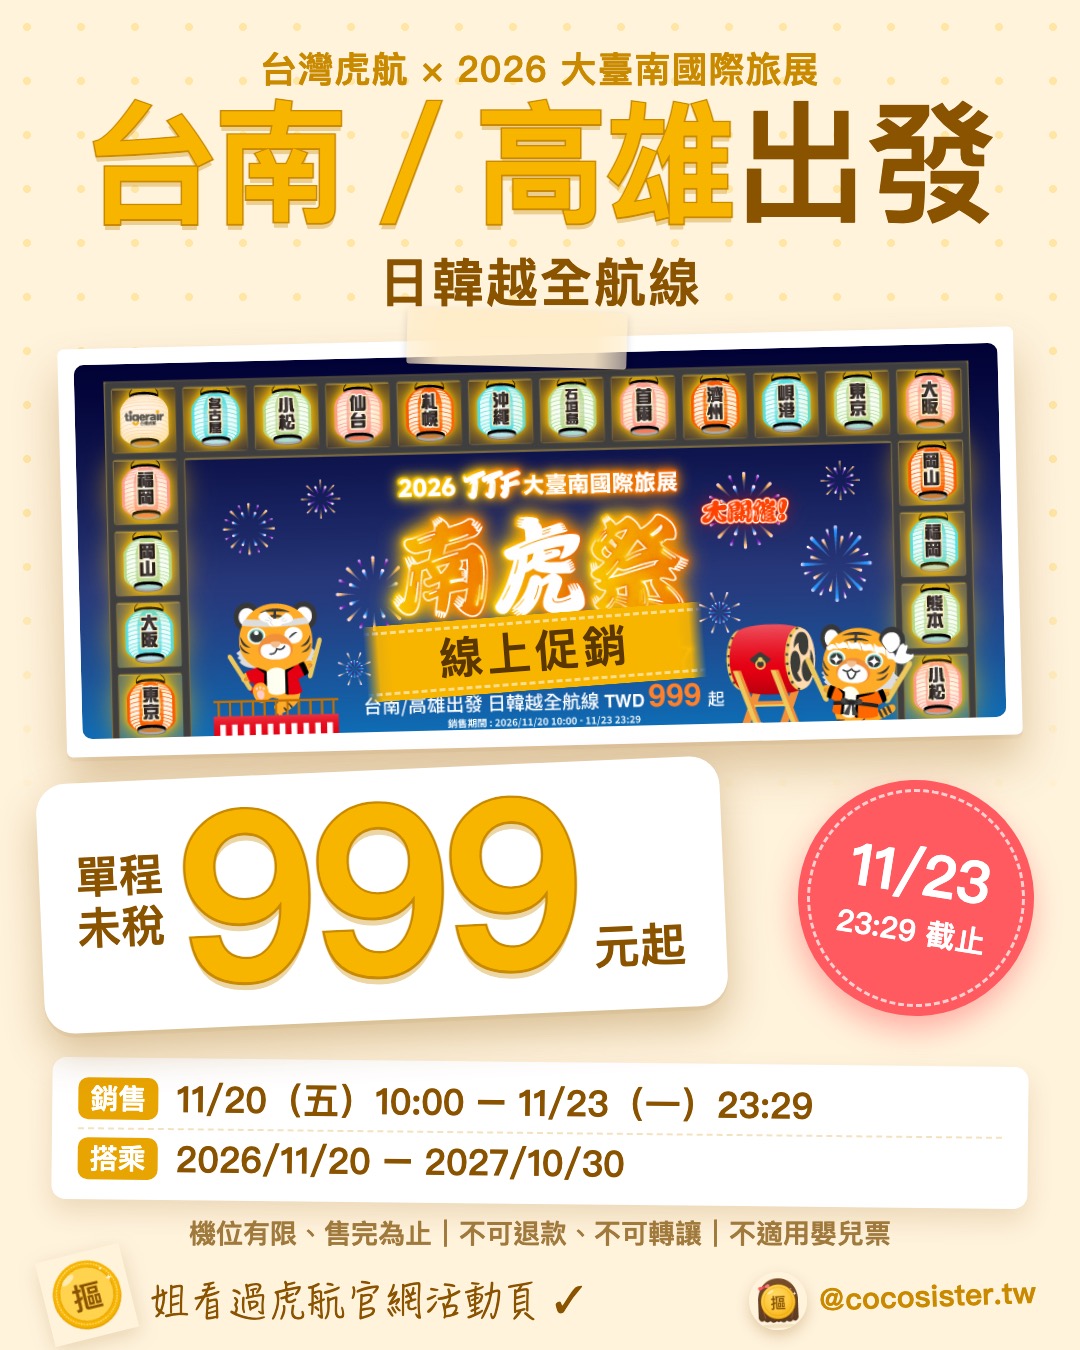 台灣虎航 × 2026 大臺南國際旅展
台南 / 高雄出發
日韓越全航線
tigerair
名古屋
小松
仙台
札幌
沖繩
石垣島
首爾
濟州
峴港
東京
大阪
福岡
岡山
大阪
東京
岡山
福岡
熊本
小松
2026 TTF 大臺南國際旅展
大開催!
南虎祭
線上促銷
台南/高雄出發 日韓越全航線 TWD 999 起
銷售期間 : 2026/11/20 10:00 - 11/23 23:29
單程
未稅
999
元起
11/23
23:29 截止
銷售 11/20（五）10:00 – 11/23（一）23:29
搭乘 2026/11/20 – 2027/10/30
機位有限、售完為止｜不可退款、不可轉讓｜不適用嬰兒票
摳
姐看過虎航官網活動頁 ✓
摳
@cocosister.tw